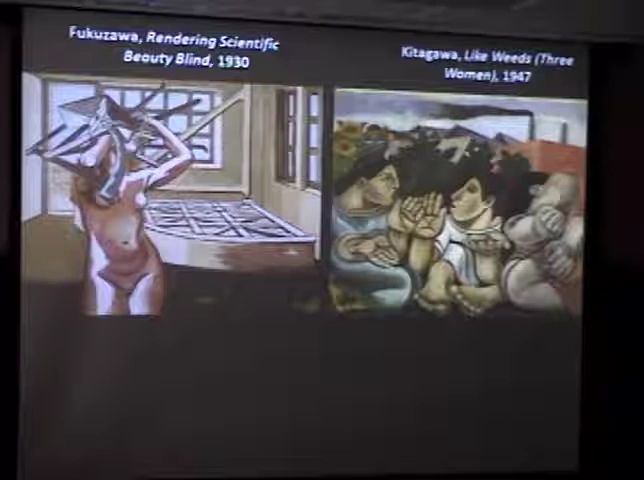 Fukuzawa, Rendering Scientific
Beauty Blind, 1930
Kitagawa, Like Weeds (Three
Women), 1947